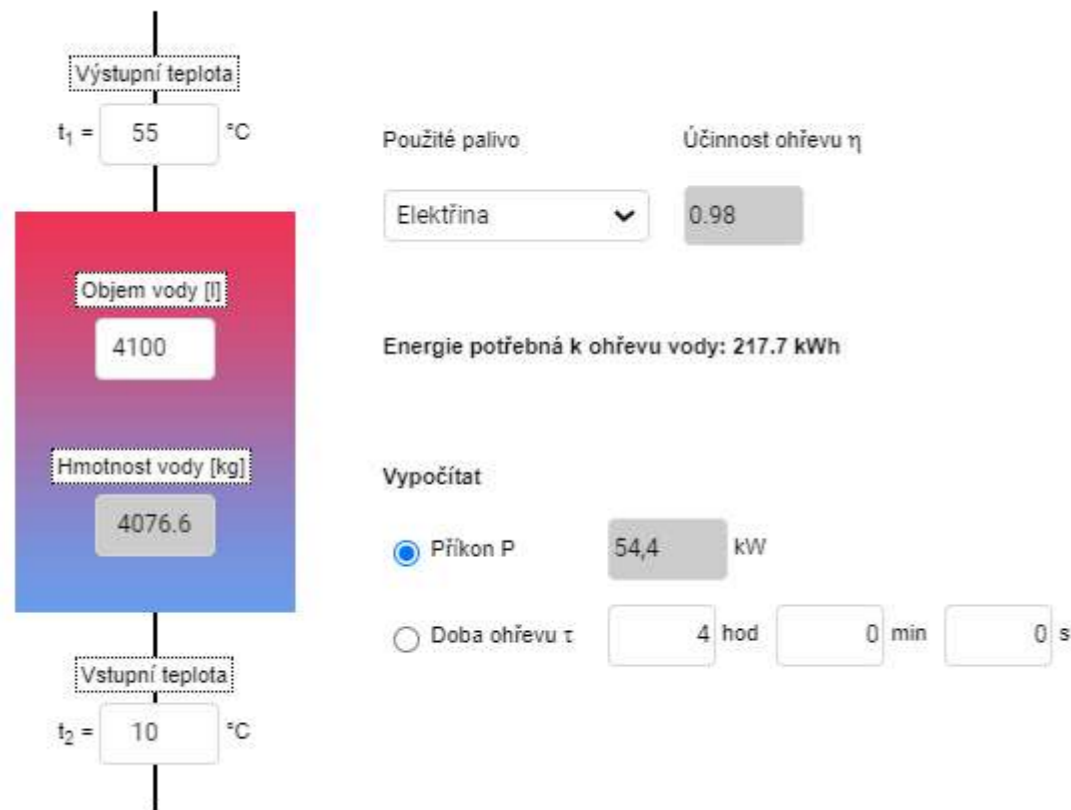 Výstupní teplota
t₁ = 55 °C
Objem vody [l]
4100
Hmotnost vody [kg]
4076.6
Vstupní teplota
t₂ = 10 °C
Použité palivo Účinnost ohřevu η
Elektřina 0.98
Energie potřebná k ohřevu vody: 217.7 kWh
Vypočítat
Příkon P 54,4 kW
Doba ohřevu τ 4 hod 0 min 0 s